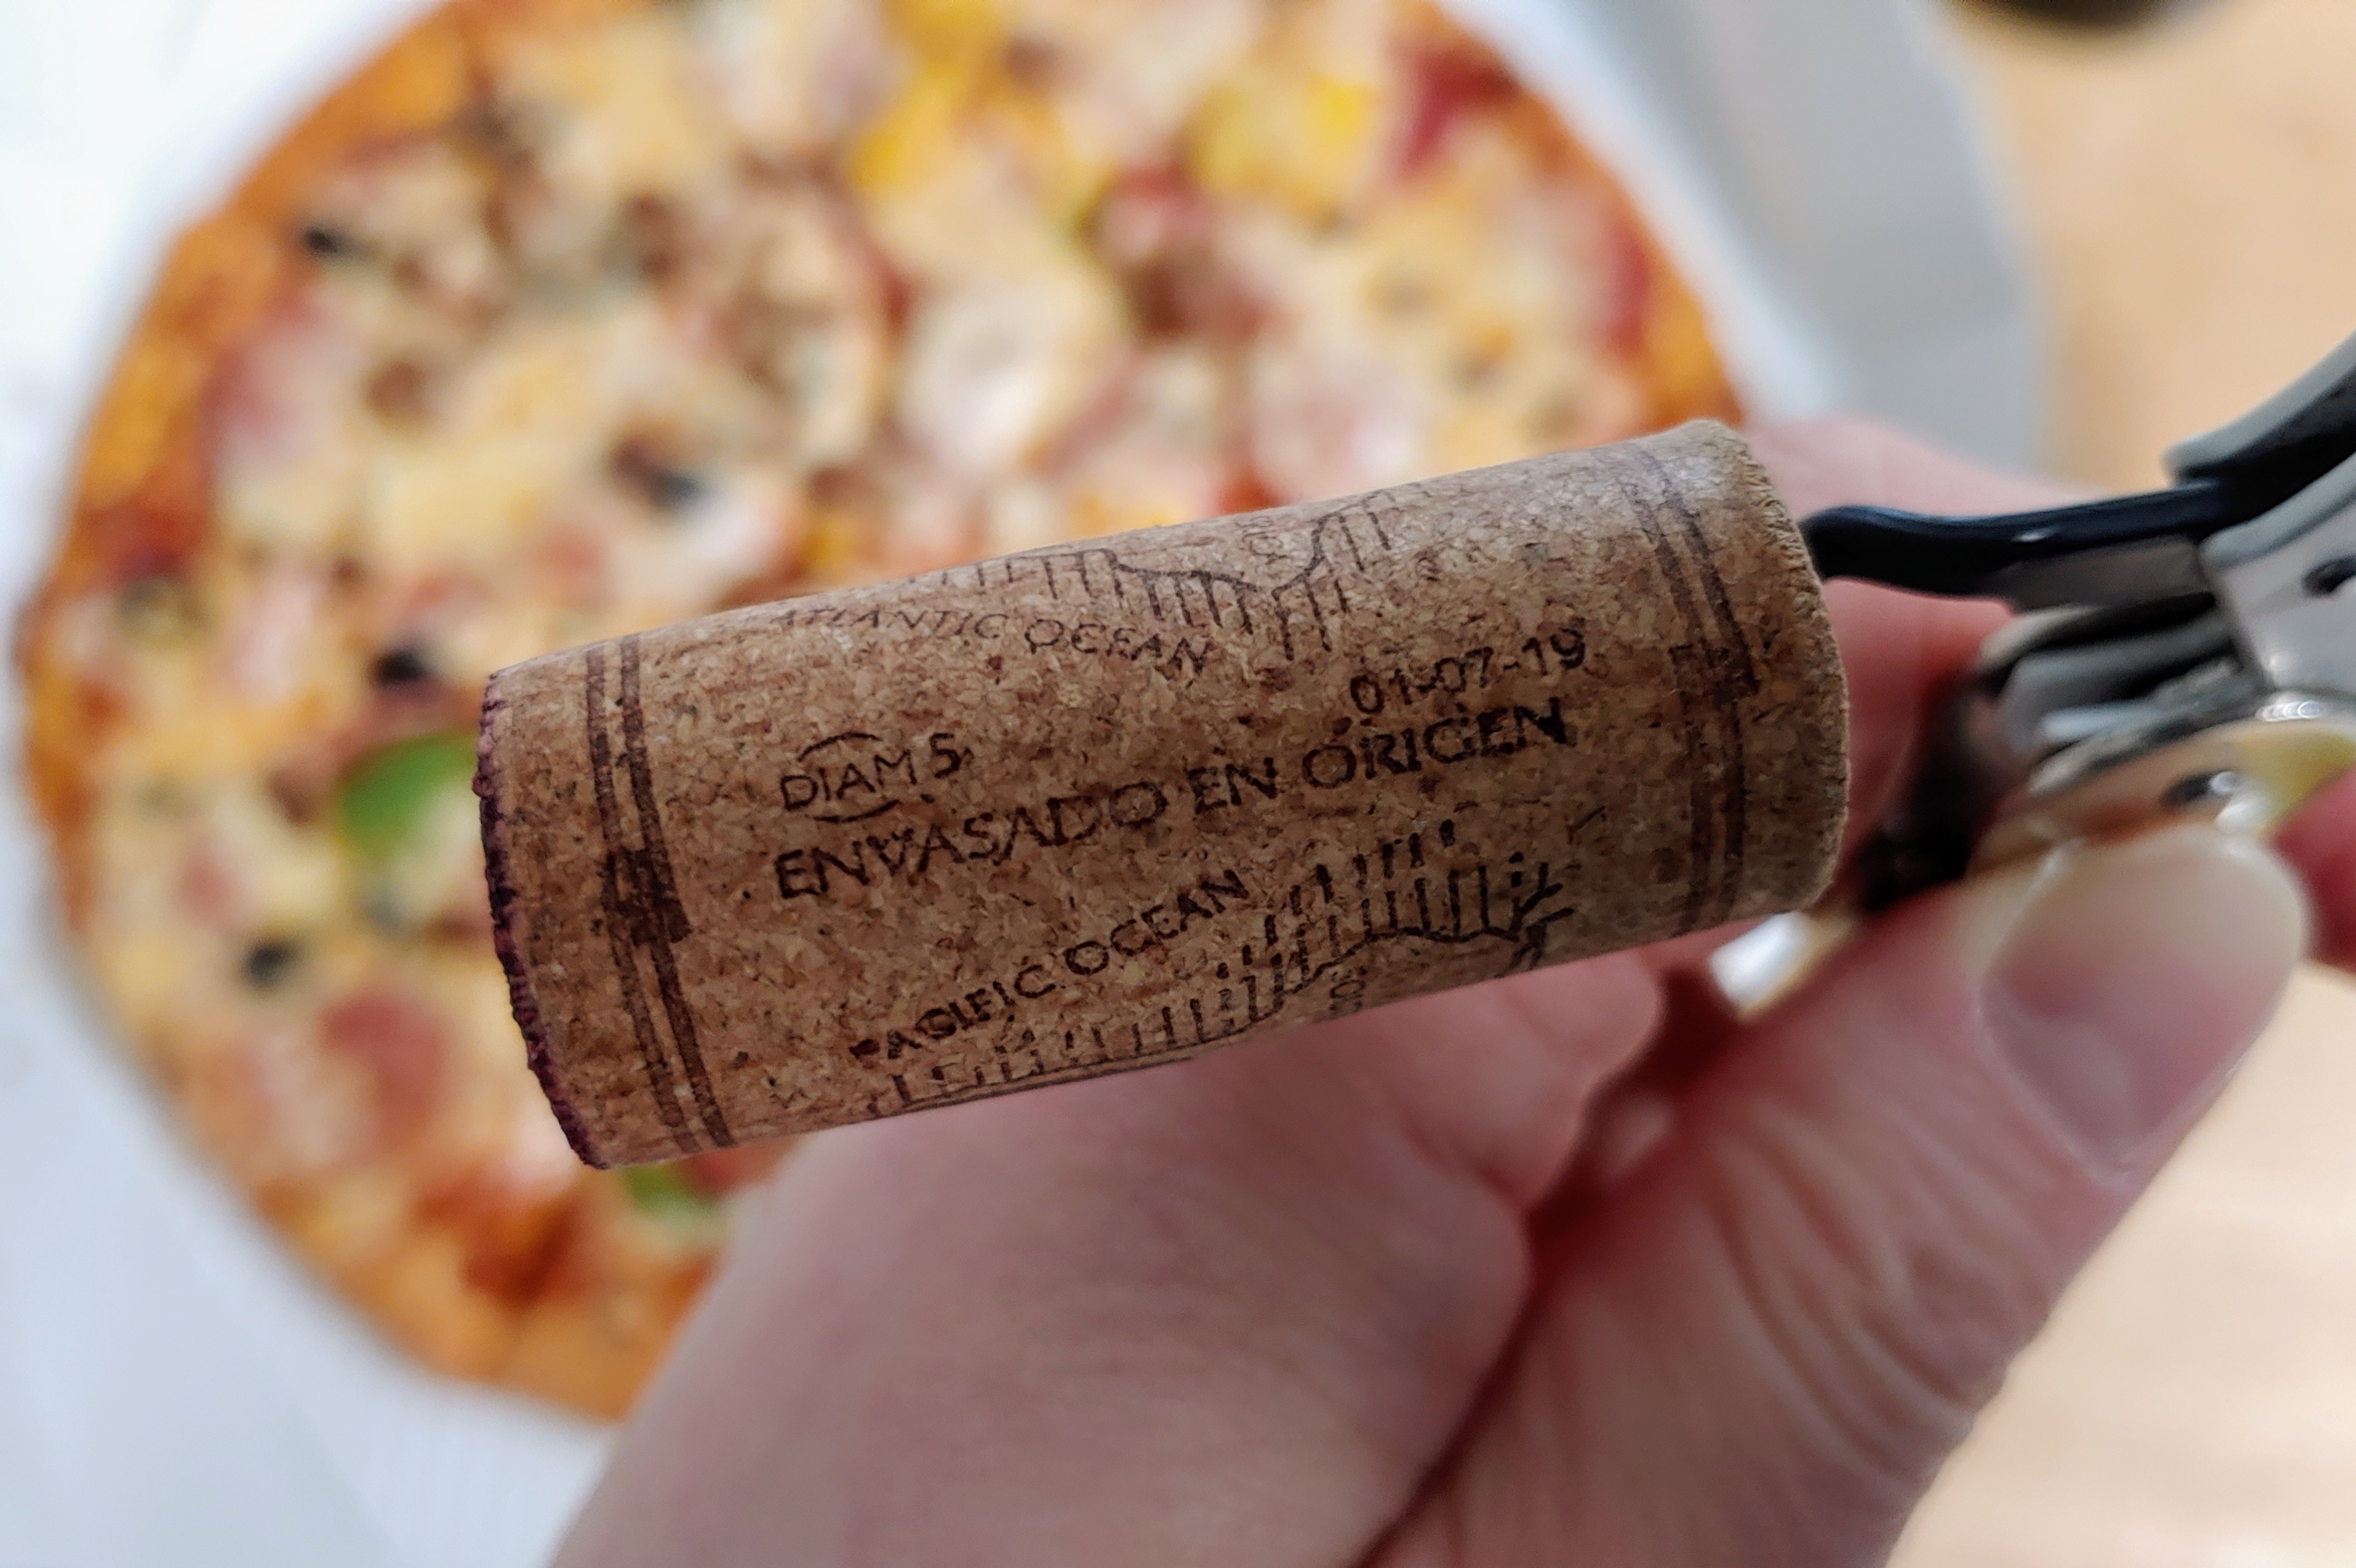 ATLANTIC OCEAN
01-07-19
DIAM 5
ENVASADO EN ORIGEN
PACIFIC OCEAN